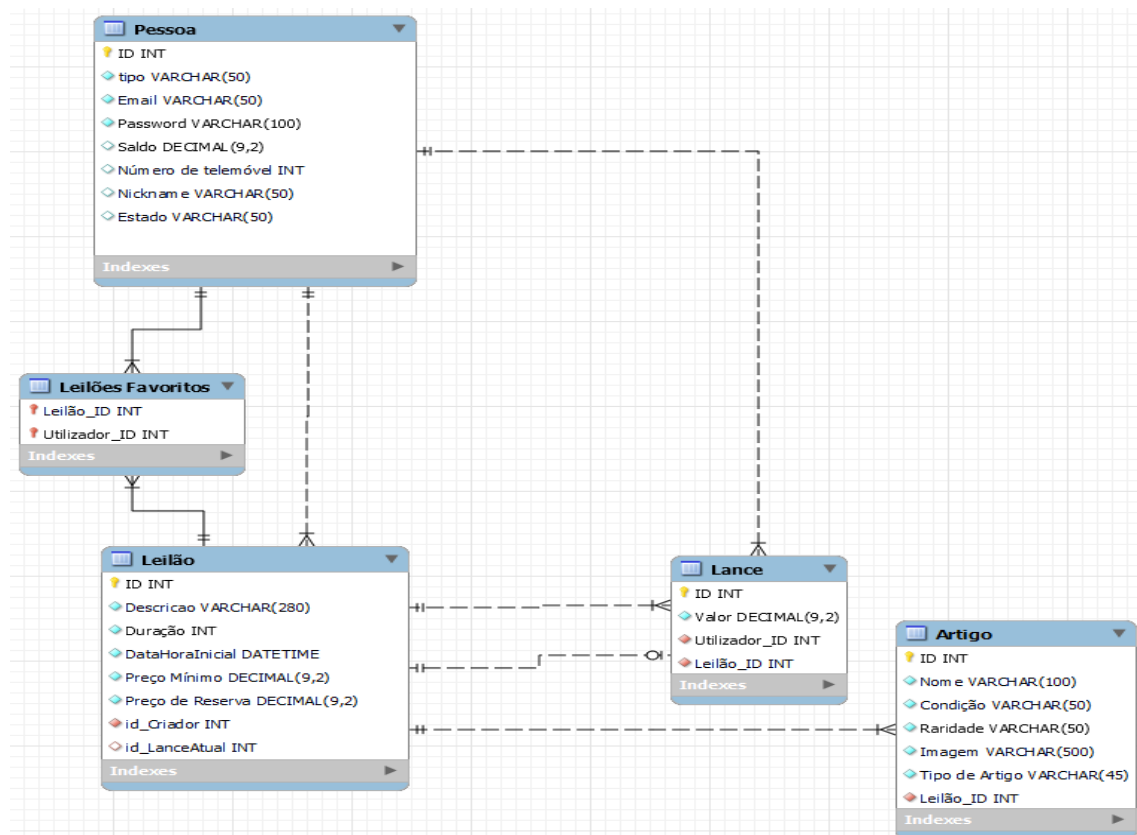 Pessoa
ID INT
tipo VARCHAR(50)
Email VARCHAR(50)
Password VARCHAR(100)
Saldo DECIMAL(9,2)
Número de telemóvel INT
Nickname VARCHAR(50)
Estado VARCHAR(50)
Indexes
Leilões Favoritos
Leilão_ID INT
Utilizador_ID INT
Indexes
Leilão
ID INT
Descricao VARCHAR(280)
Duração INT
DataHoraInicial DATETIME
Preço Mínimo DECIMAL(9,2)
Preço de Reserva DECIMAL(9,2)
id_Criador INT
id_LanceAtual INT
Indexes
Lance
ID INT
Valor DECIMAL(9,2)
Utilizador_ID INT
Leilão_ID INT
Indexes
Artigo
ID INT
Nome VARCHAR(100)
Condição VARCHAR(50)
Raridade VARCHAR(50)
Imagem VARCHAR(500)
Tipo de Artigo VARCHAR(45)
Leilão_ID INT
Indexes